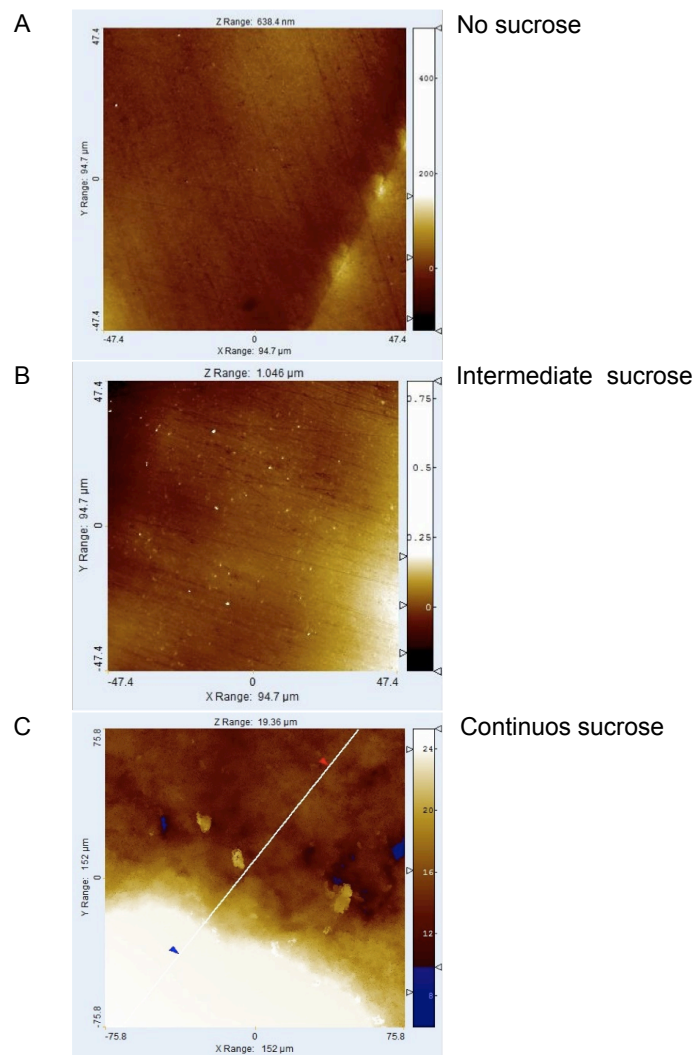 A
No sucrose
Z Range: 638.4 nm
47.4
0
-47.4
Y Range: 94.7 µm
-47.4
0
47.4
X Range: 94.7 µm
400
200
0
B
Intermediate sucrose
Z Range: 1.046 µm
47.4
0
-47.4
Y Range: 94.7 µm
-47.4
0
47.4
X Range: 94.7 µm
0.75
0.5
0.25
0
C
Continuos sucrose
Z Range: 19.36 µm
75.8
0
-75.8
Y Range: 152 µm
-75.8
0
75.8
X Range: 152 µm
24
20
16
12
8